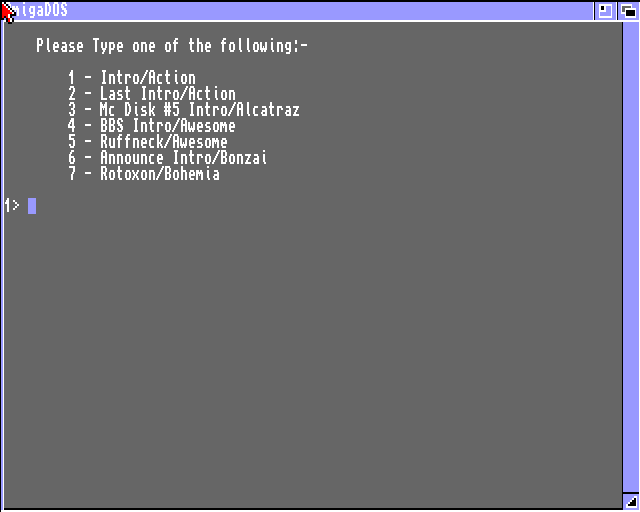 migaDOS
Please Type one of the following:-
1 - Intro/Action
2 - Last Intro/Action
3 - Mc Disk #5 Intro/Alcatraz
4 - BBS Intro/Awesome
5 - Ruffneck/Awesome
6 - Announce Intro/Bonzai
7 - Rotoxon/Bohemia
1>